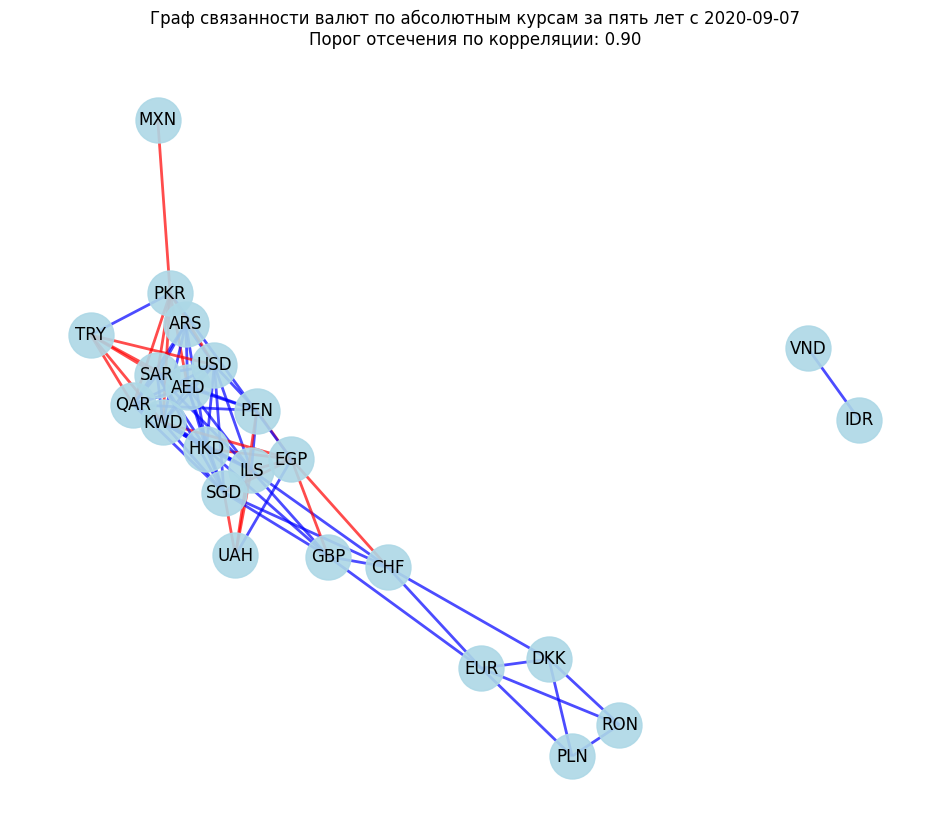 Граф связанности валют по абсолютным курсам за пять лет с 2020-09-07
Порог отсечения по корреляции: 0.90
MXN
PKR
ARS
TRY
VND
USD
SAR
AED
QAR
PEN
IDR
KWD
HKD
EGP
ILS
SGD
UAH
GBP
CHF
DKK
EUR
RON
PLN